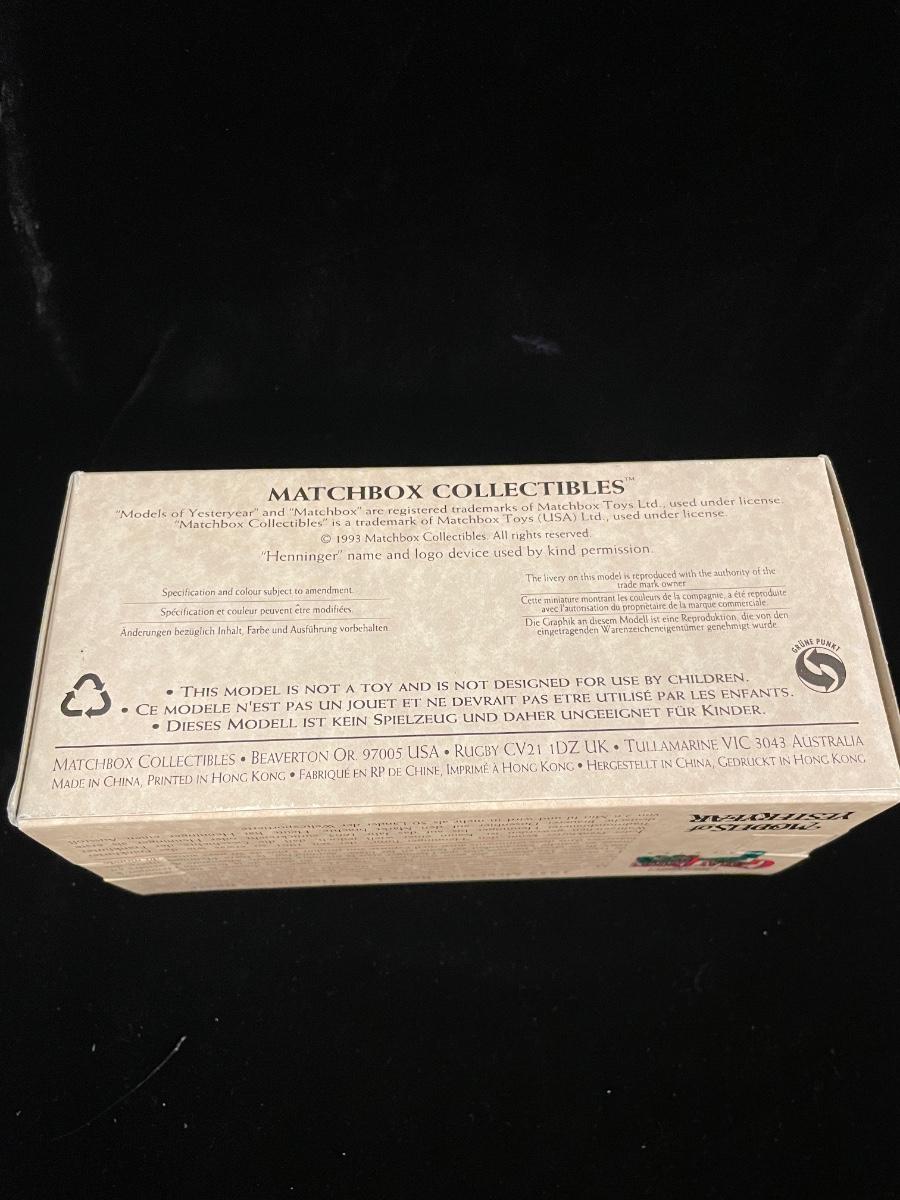 MATCHBOX COLLECTIBLES™
"Models of Yesteryear" and "Matchbox" are registered trademarks of Matchbox Toys Ltd., used under license.
"Matchbox Collectibles" is a trademark of Matchbox Toys (USA) Ltd., used under license.
© 1993 Matchbox Collectibles. All rights reserved.
"Henninger" name and logo device used by kind permission.
Specification and colour subject to amendment.
Spécification et couleur peuvent être modifiées.
Änderungen bezüglich Inhalt, Farbe und Ausführung vorbehalten.
The livery on this model is reproduced with the authority of the
trade mark owner
Cette miniature montrant les couleurs de la compagnie, a été reproduite
avec l'autorisation du propriétaire de la marque commerciale.
Die Graphik an diesem Modell ist eine Reproduktion, die von den
eingetragenden Warenzeicheneigentümer genehmigt wurde.
GRÜNE PUNKT
• THIS MODEL IS NOT A TOY AND IS NOT DESIGNED FOR USE BY CHILDREN.
• CE MODELE N'EST PAS UN JOUET ET NE DEVRAIT PAS ETRE UTILISÉ PAR LES ENFANTS.
• DIESES MODELL IST KEIN SPIELZEUG UND DAHER UNGEEIGNET FÜR KINDER.
MATCHBOX COLLECTIBLES • BEAVERTON OR. 97005 USA • RUGBY CV21 1DZ UK • TULLAMARINE VIC 3043 AUSTRALIA
MADE IN CHINA, PRINTED IN HONG KONG • FABRIQUÉ EN RP DE CHINE, IMPRIMÉ À HONG KONG • HERGESTELLT IN CHINA, GEDRUCKT IN HONG KONG
MODELS of
YESTERYEAR